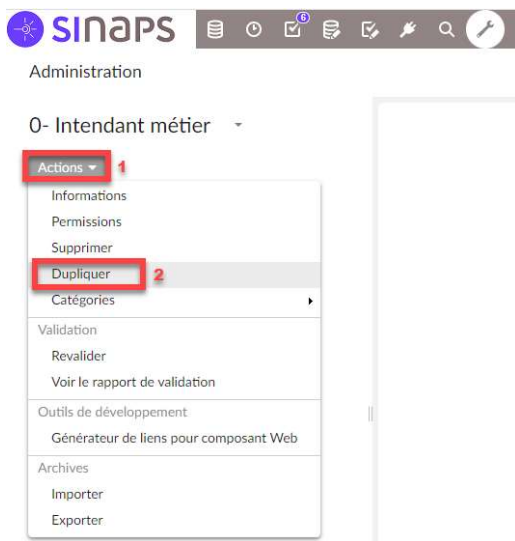 sinaps
6
Administration
0- Intendant métier
Actions 1
Informations
Permissions
Supprimer
Dupliquer 2
Catégories
Validation
Revalider
Voir le rapport de validation
Outils de développement
Générateur de liens pour composant Web
Archives
Importer
Exporter